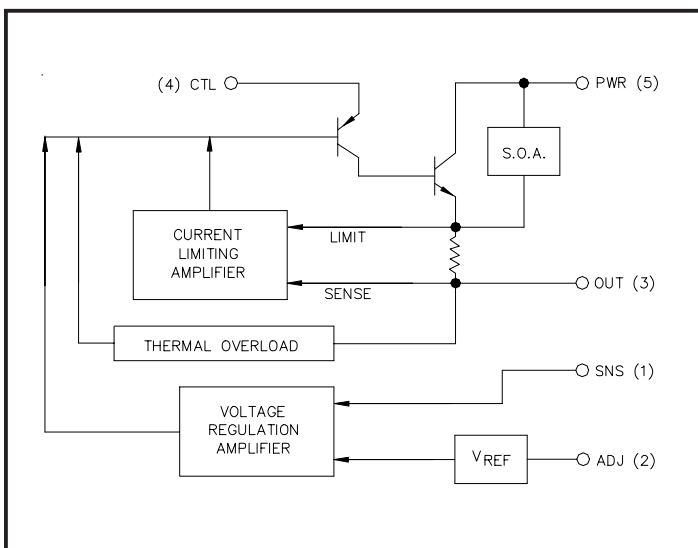 (4) CTL
PWR (5)
S.O.A.
CURRENT
LIMITING
AMPLIFIER
LIMIT
SENSE
OUT (3)
THERMAL OVERLOAD
SNS (1)
VOLTAGE
REGULATION
AMPLIFIER
VREF
ADJ (2)